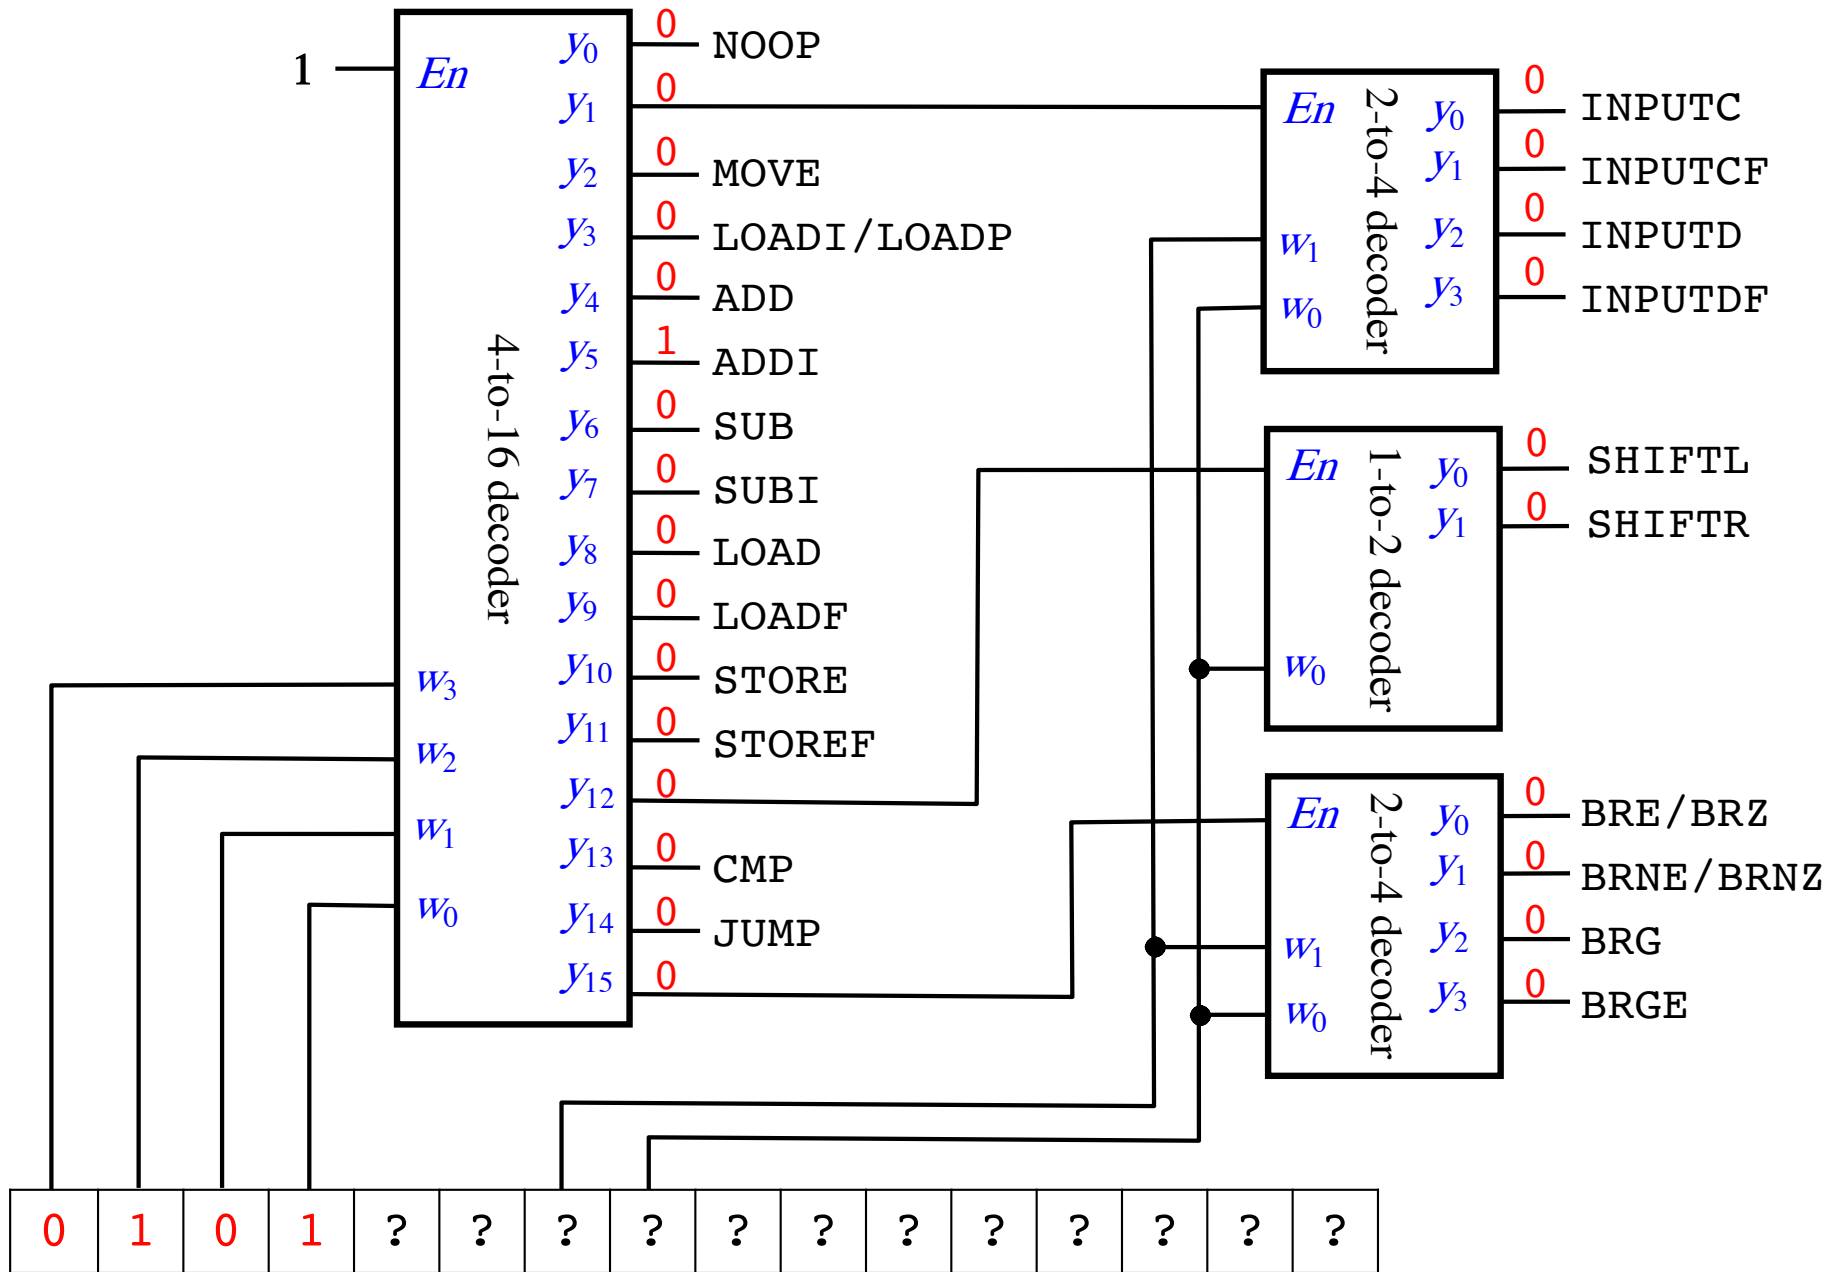 1
En
4-to-16 decoder
w3
w2
w1
w0
y0 0 NOOP
y1 0
y2 0 MOVE
y3 0 LOADI/LOADP
y4 0 ADD
y5 1 ADDI
y6 0 SUB
y7 0 SUBI
y8 0 LOAD
y9 0 LOADF
y10 0 STORE
y11 0 STOREF
y12 0
y13 0 CMP
y14 0 JUMP
y15 0
En
w1
w0
2-to-4 decoder
y0 0 INPUTC
y1 0 INPUTCF
y2 0 INPUTD
y3 0 INPUTDF
En
w0
1-to-2 decoder
y0 0 SHIFTL
y1 0 SHIFTR
En
w1
w0
2-to-4 decoder
y0 0 BRE/BRZ
y1 0 BRNE/BRNZ
y2 0 BRG
y3 0 BRGE
0 1 0 1 ? ? ? ? ? ? ? ? ? ? ? ?